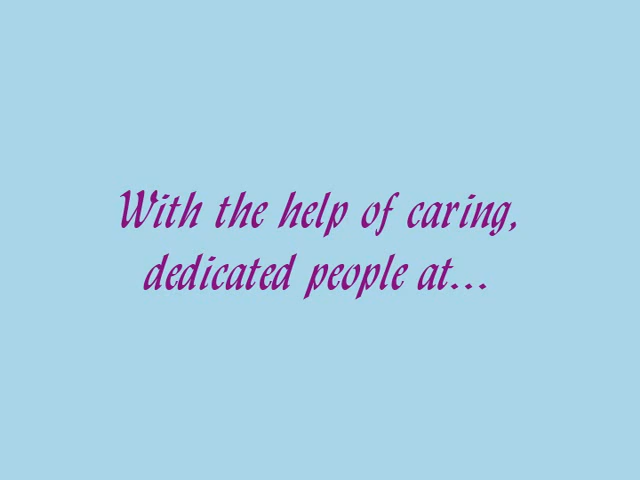 With the help of caring,
dedicated people at...